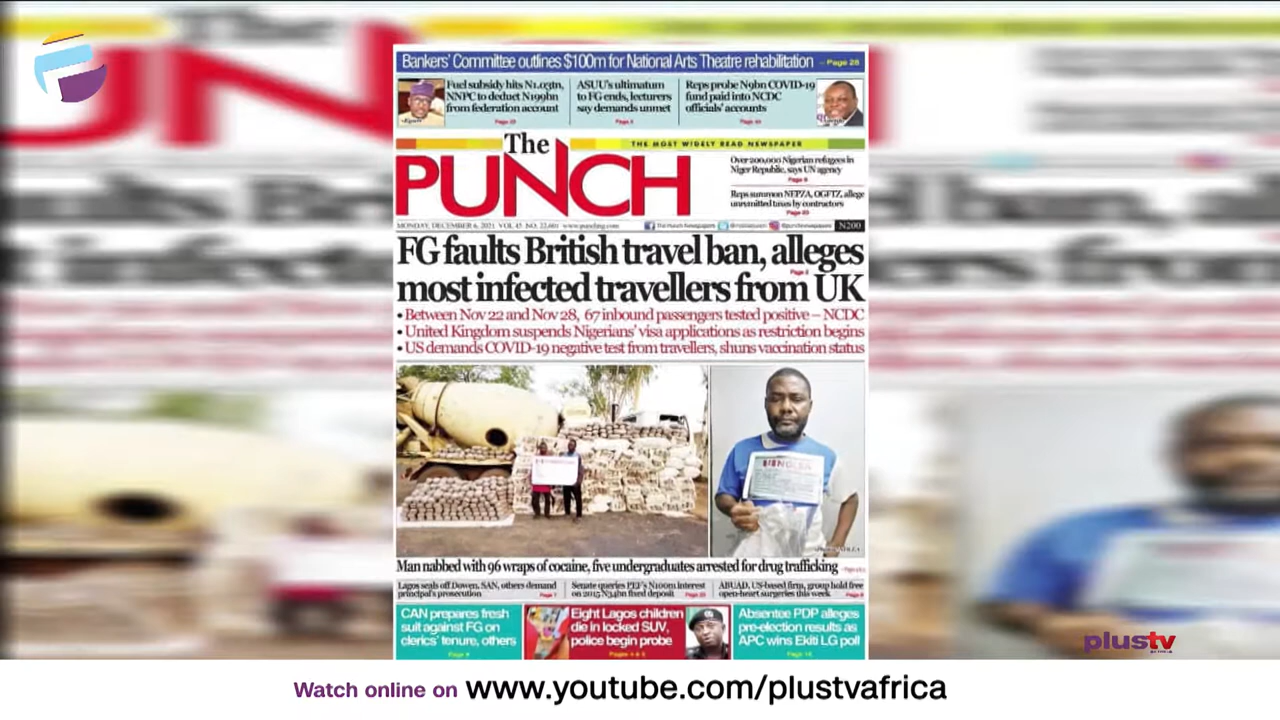 Bankers' Committee outlines $100m for National Arts Theatre rehabilitation – Page 28
Fuel subsidy hits N1.03tn,
NNPC to deduct N199bn
from federation account
ASUU's ultimatum
to FG ends, lecturers
say demands unmet
Reps probe N9bn COVID-19
fund paid into NCDC
officials' accounts
The
PUNCH
THE MOST WIDELY READ NEWSPAPER
Over 200,000 Nigerian refugees in
Niger Republic, says UN agency
Reps summon NEPZA, OGFTZ, allege
unremitted taxes by contractors
MONDAY, DECEMBER 6, 2021 VOL 45 NO. 22,601 www.punchng.com
N200
FG faults British travel ban, alleges
most infected travellers from UK
• Between Nov 22 and Nov 28, 67 inbound passengers tested positive – NCDC
• United Kingdom suspends Nigerians' visa applications as restriction begins
• US demands COVID-19 negative test from travellers, shuns vaccination status
Man nabbed with 96 wraps of cocaine, five undergraduates arrested for drug trafficking
Lagos seals off Dowen, SAN, others demand
principal's prosecution
Senate queries PEF's N100m interest
on 2015 N34bn fixed deposit
ABUAD, US-based firm, group hold free
open-heart surgeries this week
CAN prepares fresh
suit against FG on
clerics' tenure, others
Eight Lagos children
die in locked SUV,
police begin probe
Absentee PDP alleges
pre-election results as
APC wins Ekiti LG poll
plustv
Watch online on www.youtube.com/plustvafrica